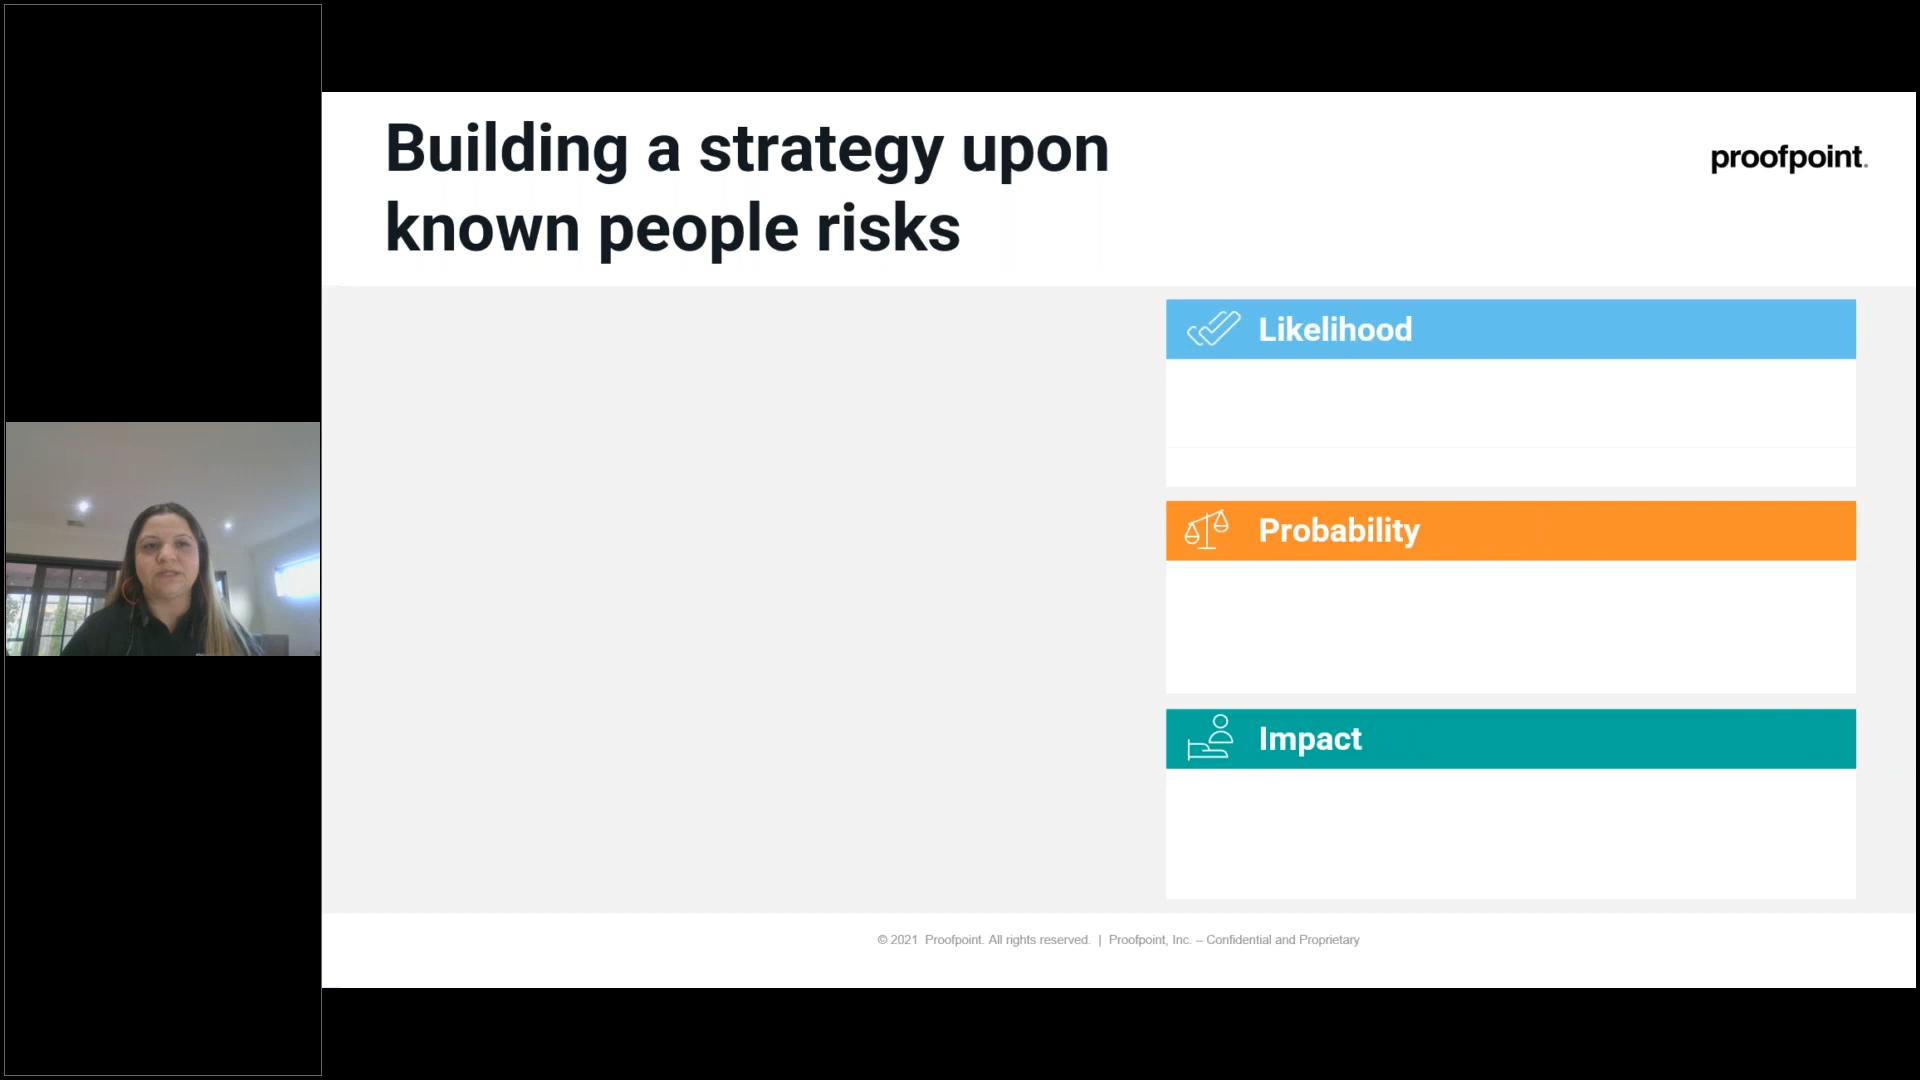 Building a strategy upon
known people risks
proofpoint.
Likelihood
Probability
Impact
© 2021 Proofpoint. All rights reserved. | Proofpoint, Inc. – Confidential and Proprietary